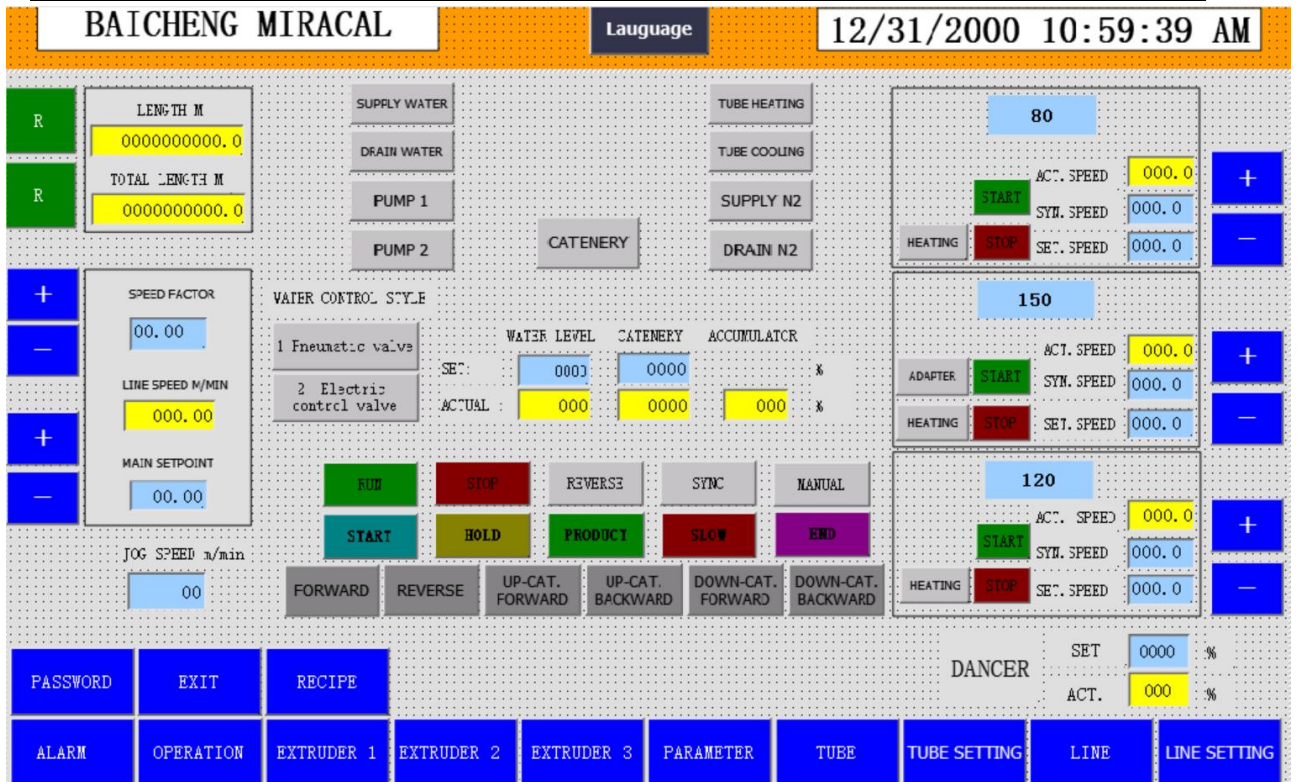 BAICHENG MIRACAL
Lauguage
12/31/2000 10:59:39 AM
R
LENGTH M
0000000000.0
R
TOTAL LENGTH M
0000000000.0
SUPPLY WATER
DRAIN WATER
PUMP 1
PUMP 2
CATENERY
TUBE HEATING
TUBE COOLING
SUPPLY N2
DRAIN N2
80
ACT. SPEED 000.0
START
SYN. SPEED 000.0
HEATING STOP SET. SPEED 000.0
+
−
150
ACT. SPEED 000.0
ADAPTER START SYN. SPEED 000.0
HEATING STOP SET. SPEED 000.0
+
−
120
ACT. SPEED 000.0
START
SYN. SPEED 000.0
HEATING STOP SET. SPEED 000.0
+
−
+
−
SPEED FACTOR
00.00
LINE SPEED M/MIN
000.00
+
−
MAIN SETPOINT
00.00
JOG SPEED m/min
00
WATER CONTROL STYLE
1 Pneumatic valve
2 Electric
control valve
WATER LEVEL CATENERY ACCUMULATOR
SET: 0000 0000 %
ACTUAL : 000 0000 000 %
RUN STOP REVERSE SYNC MANUAL
START HOLD PRODUCT SLOW END
FORWARD
REVERSE
UP-CAT.
FORWARD
UP-CAT.
BACKWARD
DOWN-CAT.
FORWARD
DOWN-CAT.
BACKWARD
DANCER
SET 0000 %
ACT. 000 %
PASSWORD EXIT RECIPE
ALARM OPERATION EXTRUDER 1 EXTRUDER 2 EXTRUDER 3 PARAMETER TUBE TUBE SETTING LINE LINE SETTING